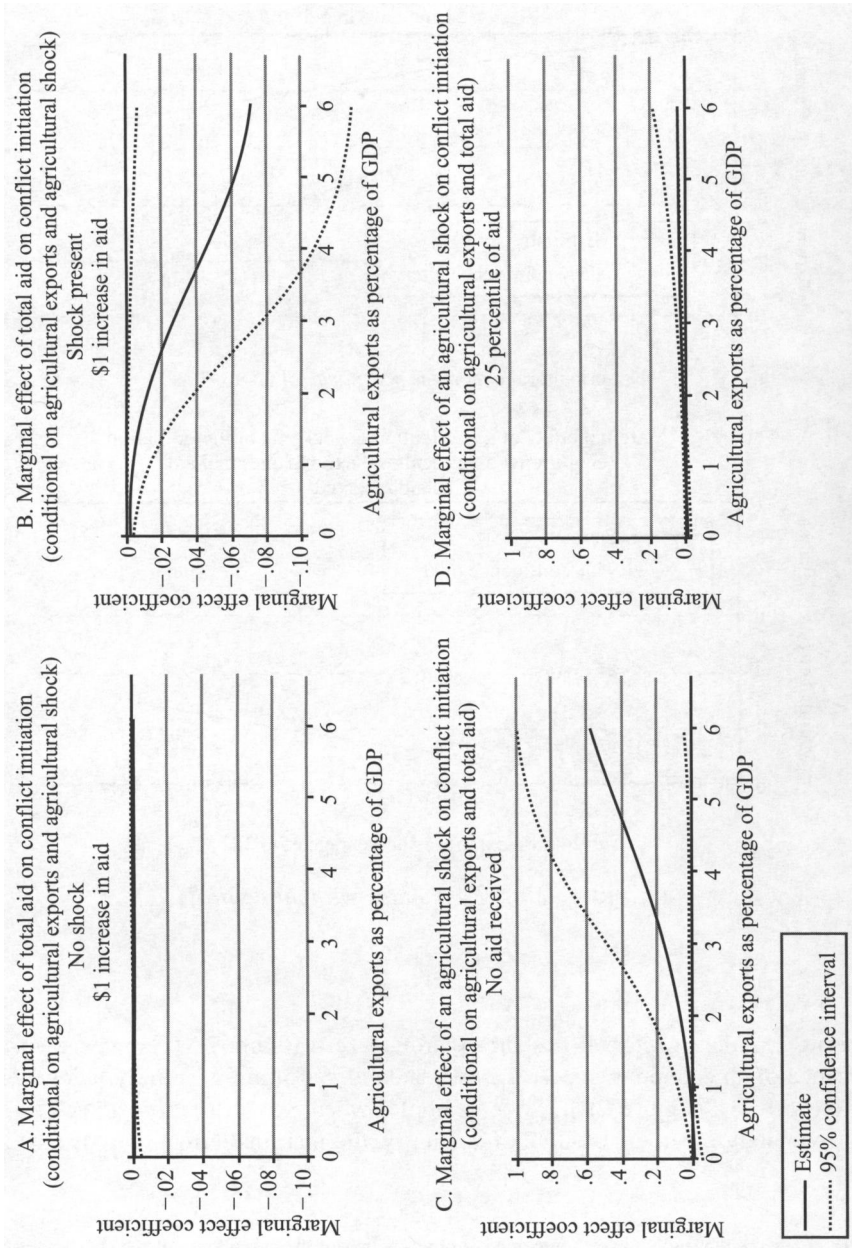 A. Marginal effect of total aid on conflict initiation
(conditional on agricultural exports and agricultural shock)
No shock
$1 increase in aid
Marginal effect coefficient
0
–.02
–.04
–.06
–.08
–.10
0 1 2 3 4 5 6
Agricultural exports as percentage of GDP
B. Marginal effect of total aid on conflict initiation
(conditional on agricultural exports and agricultural shock)
Shock present
$1 increase in aid
Marginal effect coefficient
0
–.02
–.04
–.06
–.08
–.10
0 1 2 3 4 5 6
Agricultural exports as percentage of GDP
C. Marginal effect of an agricultural shock on conflict initiation
(conditional on agricultural exports and total aid)
No aid received
Marginal effect coefficient
1
.8
.6
.4
.2
0
0 1 2 3 4 5 6
Agricultural exports as percentage of GDP
D. Marginal effect of an agricultural shock on conflict initiation
(conditional on agricultural exports and total aid)
25 percentile of aid
Marginal effect coefficient
1
.8
.6
.4
.2
0
0 1 2 3 4 5 6
Agricultural exports as percentage of GDP
Estimate
95% confidence interval